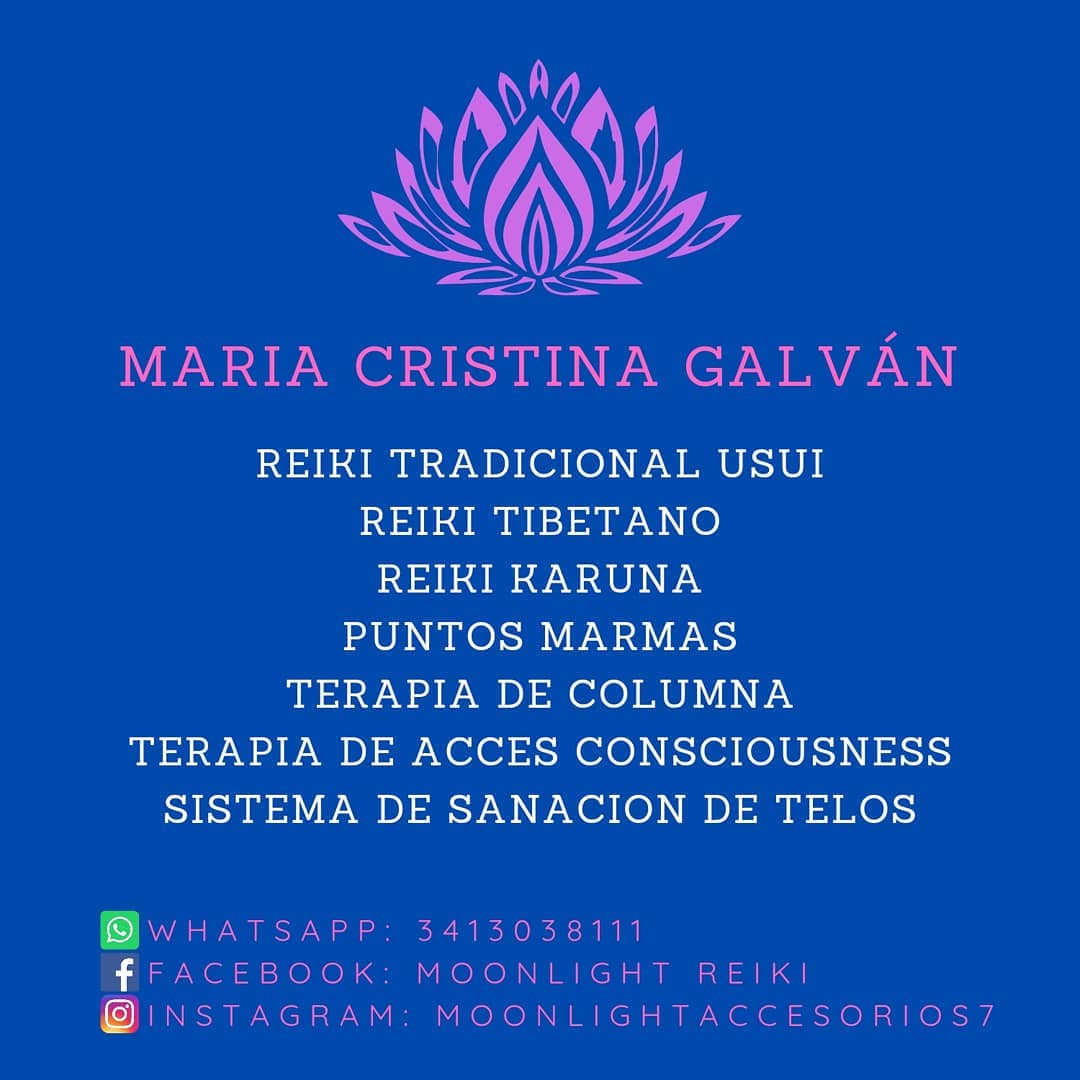 MARIA CRISTINA GALVÁN
REIKI TRADICIONAL USUI
REIKI TIBETANO
REIKI KARUNA
PUNTOS MARMAS
TERAPIA DE COLUMNA
TERAPIA DE ACCES CONSCIOUSNESS
SISTEMA DE SANACION DE TELOS
WHATSAPP: 3413038111
FACEBOOK: MOONLIGHT REIKI
INSTAGRAM: MOONLIGHTACCESORIOS7